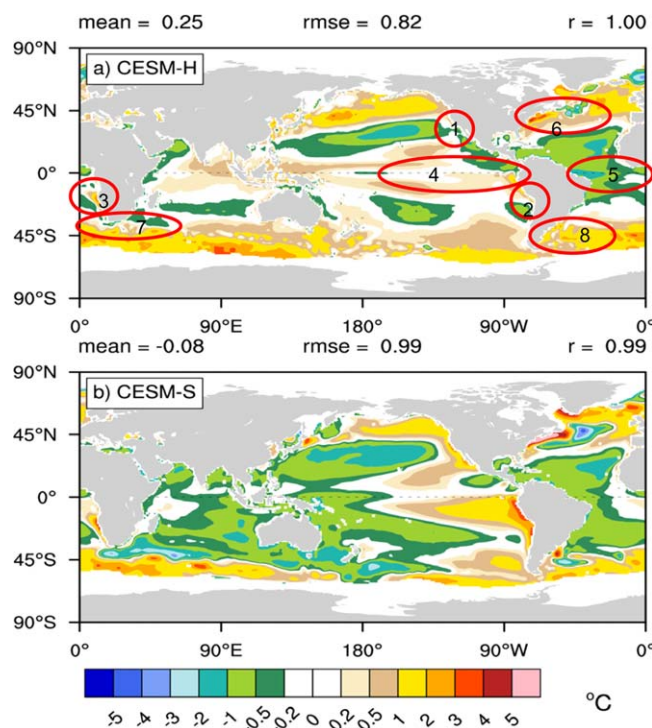 mean = 0.25 rmse = 0.82 r = 1.00
90°N
a) CESM-H
45°N
1
6
0°
4
5
3
2
45°S
7
8
90°S
0° 90°E 180° 90°W 0°
mean = -0.08 rmse = 0.99 r = 0.99
90°N
b) CESM-S
45°N
0°
45°S
90°S
0° 90°E 180° 90°W 0°
-5 -4 -3 -2 -1 -0.5 -0.2 0 0.2 0.5 1 2 3 4 5
°C